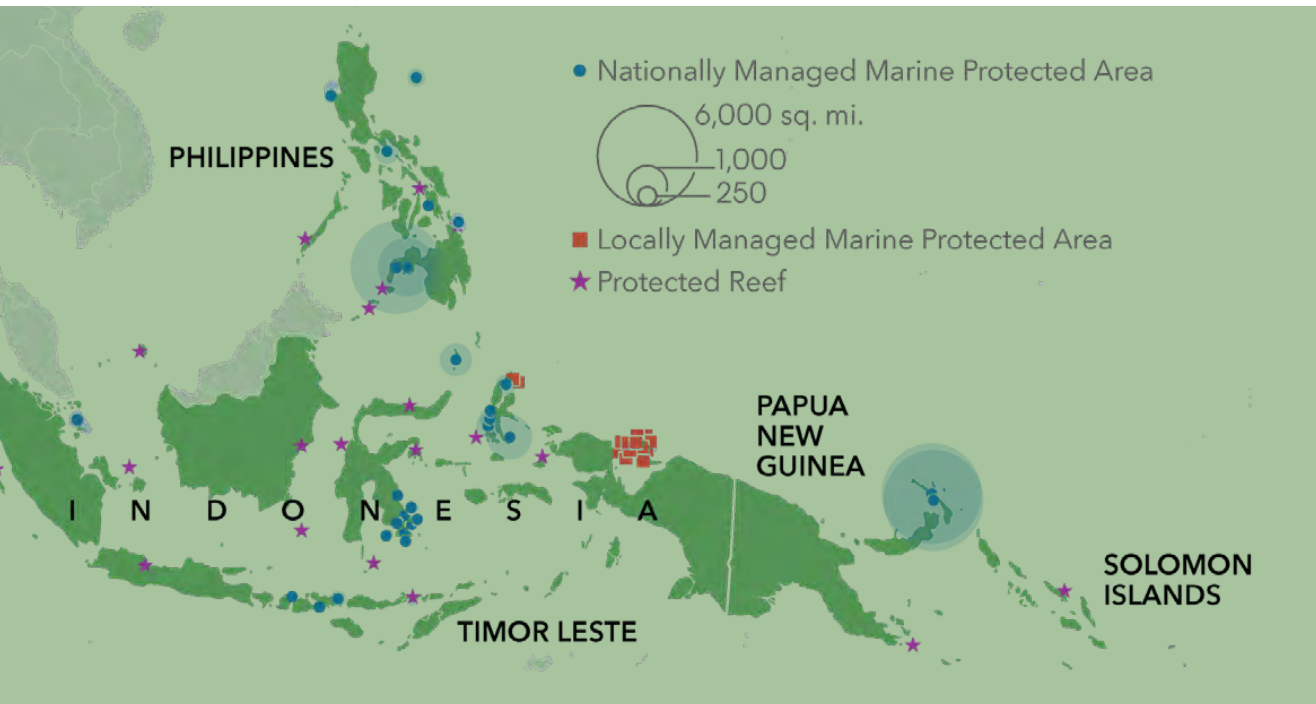 Nationally Managed Marine Protected Area
6,000 sq. mi.
PHILIPPINES
1,000
250
Locally Managed Marine Protected Area
Protected Reef
PAPUA
NEW
GUINEA
INDONESIA
SOLOMON
ISLANDS
TIMOR LESTE